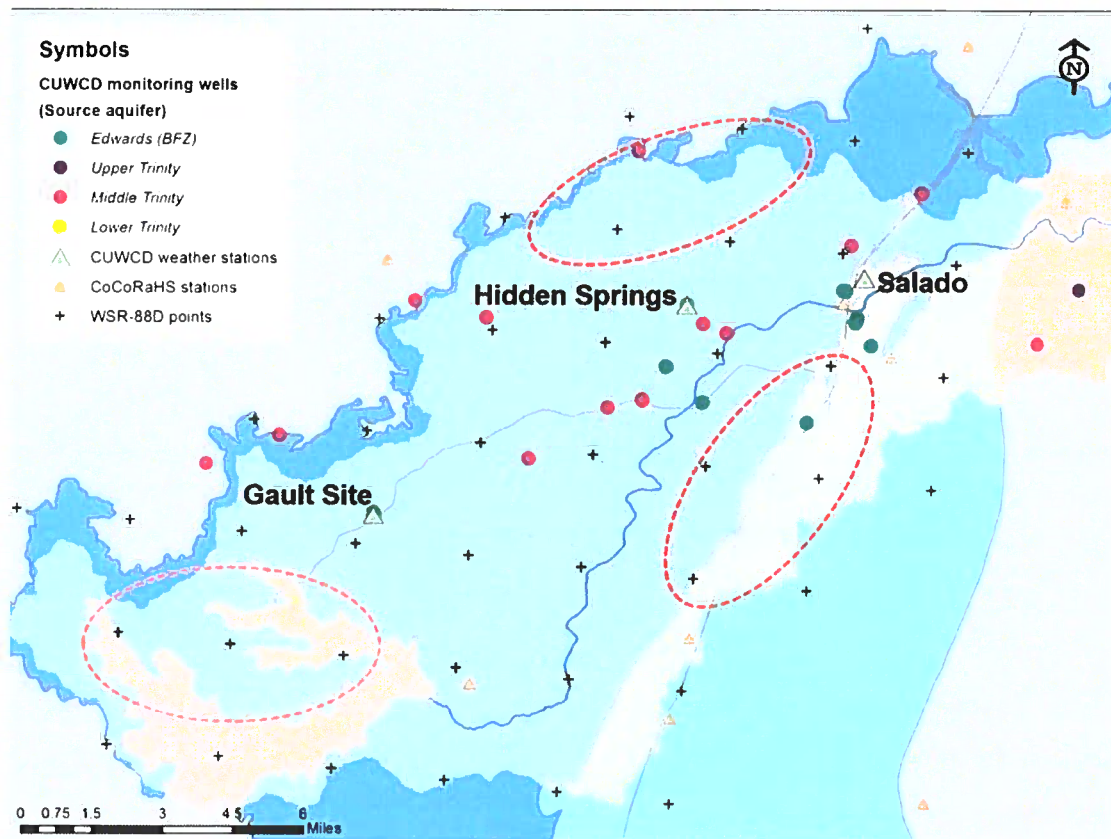 Symbols
CUWCD monitoring wells
(Source aquifer)
Edwards (BFZ)
Upper Trinity
Middle Trinity
Lower Trinity
CUWCD weather stations
CoCoRaHS stations
WSR-88D points
N
Hidden Springs
Salado
Gault Site
0 0.75 1.5 3 4.5 6
Miles